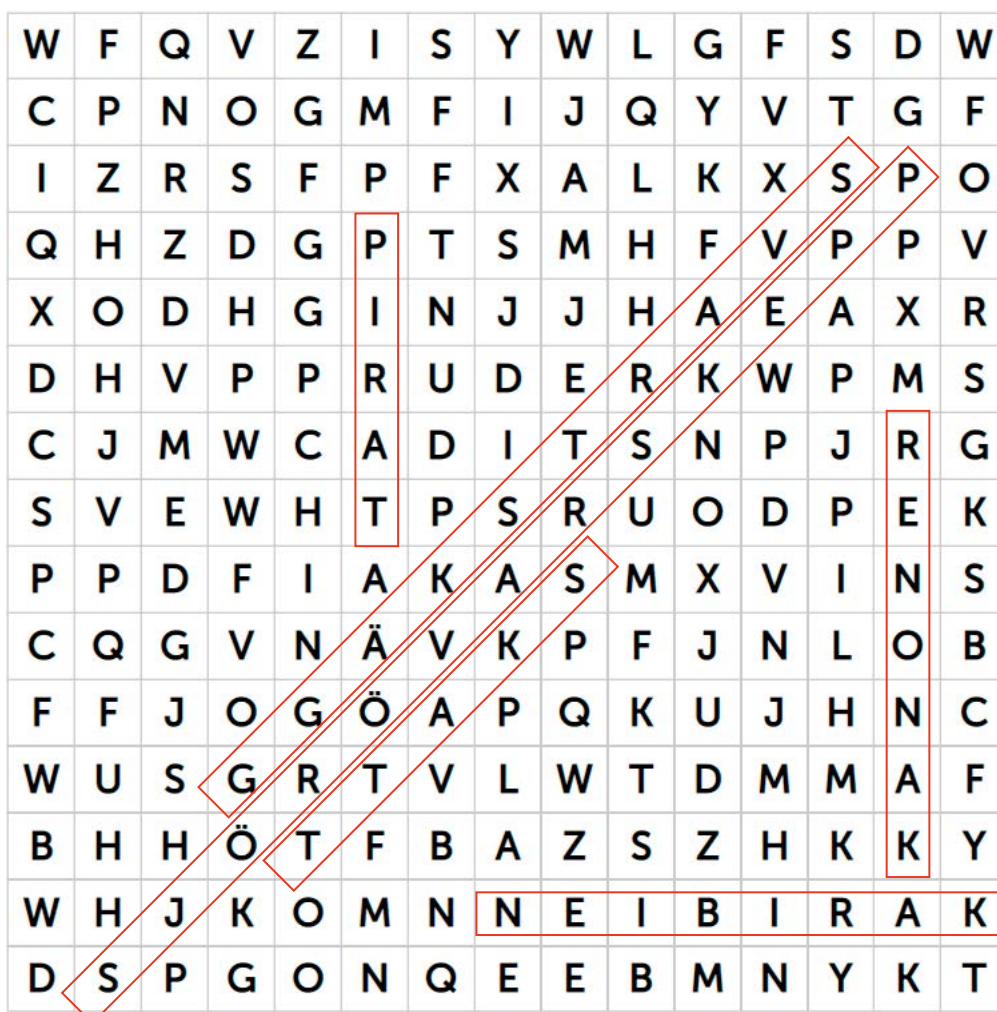 W F Q V Z I S Y W L G F S D W
C P N O G M F I J Q Y V T G F
I Z R S F P F X A L K X S P O
Q H Z D G P T S M H F V P P V
X O D H G I N J J H A E A X R
D H V P P R U D E R K W P M S
C J M W C A D I T S N P J R G
S V E W H T P S R U O D P E K
P P D F I A K A S M X V I N S
C Q G V N Ä V K P F J N L O B
F F J O G Ö A P Q K U J H N C
W U S G R T V L W T D M M A F
B H H Ö T F B A Z S Z H K K Y
W H J K O M N N E I B I R A K
D S P G O N Q E E B M N Y K T